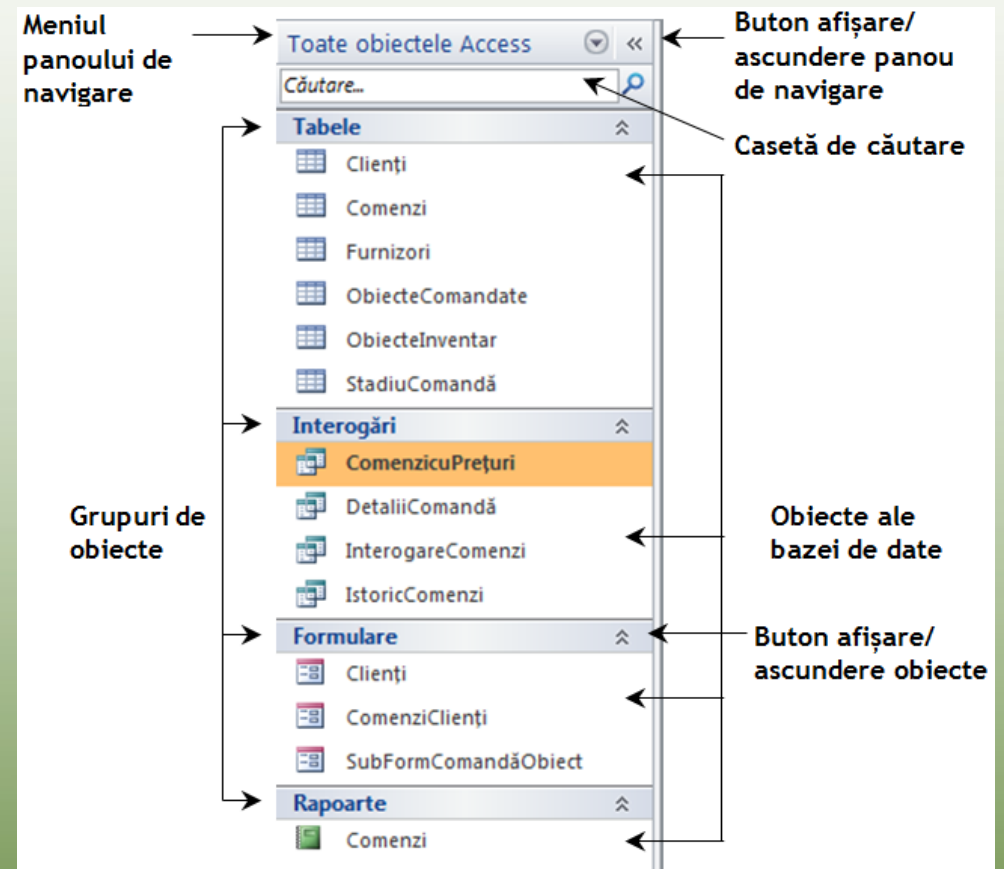 Meniul
panoului de
navigare
Toate obiectele Access
Buton afișare/
ascundere panou
de navigare
Căutare...
Casetă de căutare
Tabele
Clienți
Comenzi
Furnizori
ObiecteComandate
ObiecteInventar
StadiuComandă
Interogări
ComenzicuPrețuri
DetaliiComandă
InterogareComenzi
IstoricComenzi
Grupuri de
obiecte
Obiecte ale
bazei de date
Formulare
Clienți
ComenziClienți
SubFormComandăObiect
Buton afișare/
ascundere obiecte
Rapoarte
Comenzi